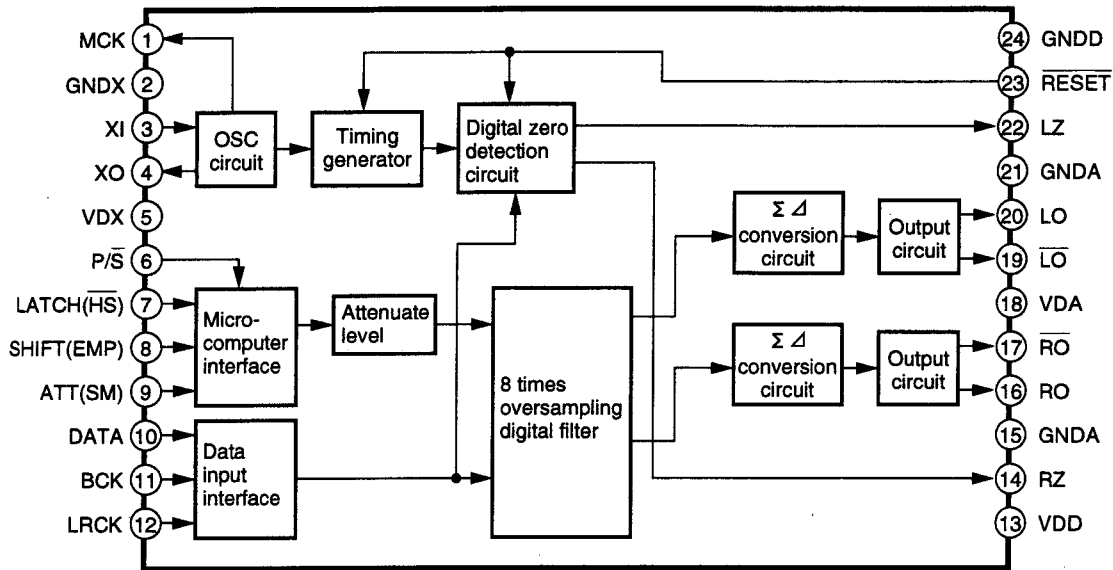 MCK 1
GNDX 2
XI 3
XO 4
VDX 5
P/S̅ 6
LATCH(H̅S̅) 7
SHIFT(EMP) 8
ATT(SM) 9
DATA 10
BCK 11
LRCK 12
OSC
circuit
Timing
generator
Digital zero
detection
circuit
Micro-
computer
interface
Attenuate
level
Data
input
interface
8 times
oversampling
digital filter
Σ Δ
conversion
circuit
Output
circuit
Σ Δ
conversion
circuit
Output
circuit
24 GNDD
23 R̅E̅S̅E̅T̅
22 LZ
21 GNDA
20 LO
19 L̅O̅
18 VDA
17 R̅O̅
16 RO
15 GNDA
14 RZ
13 VDD